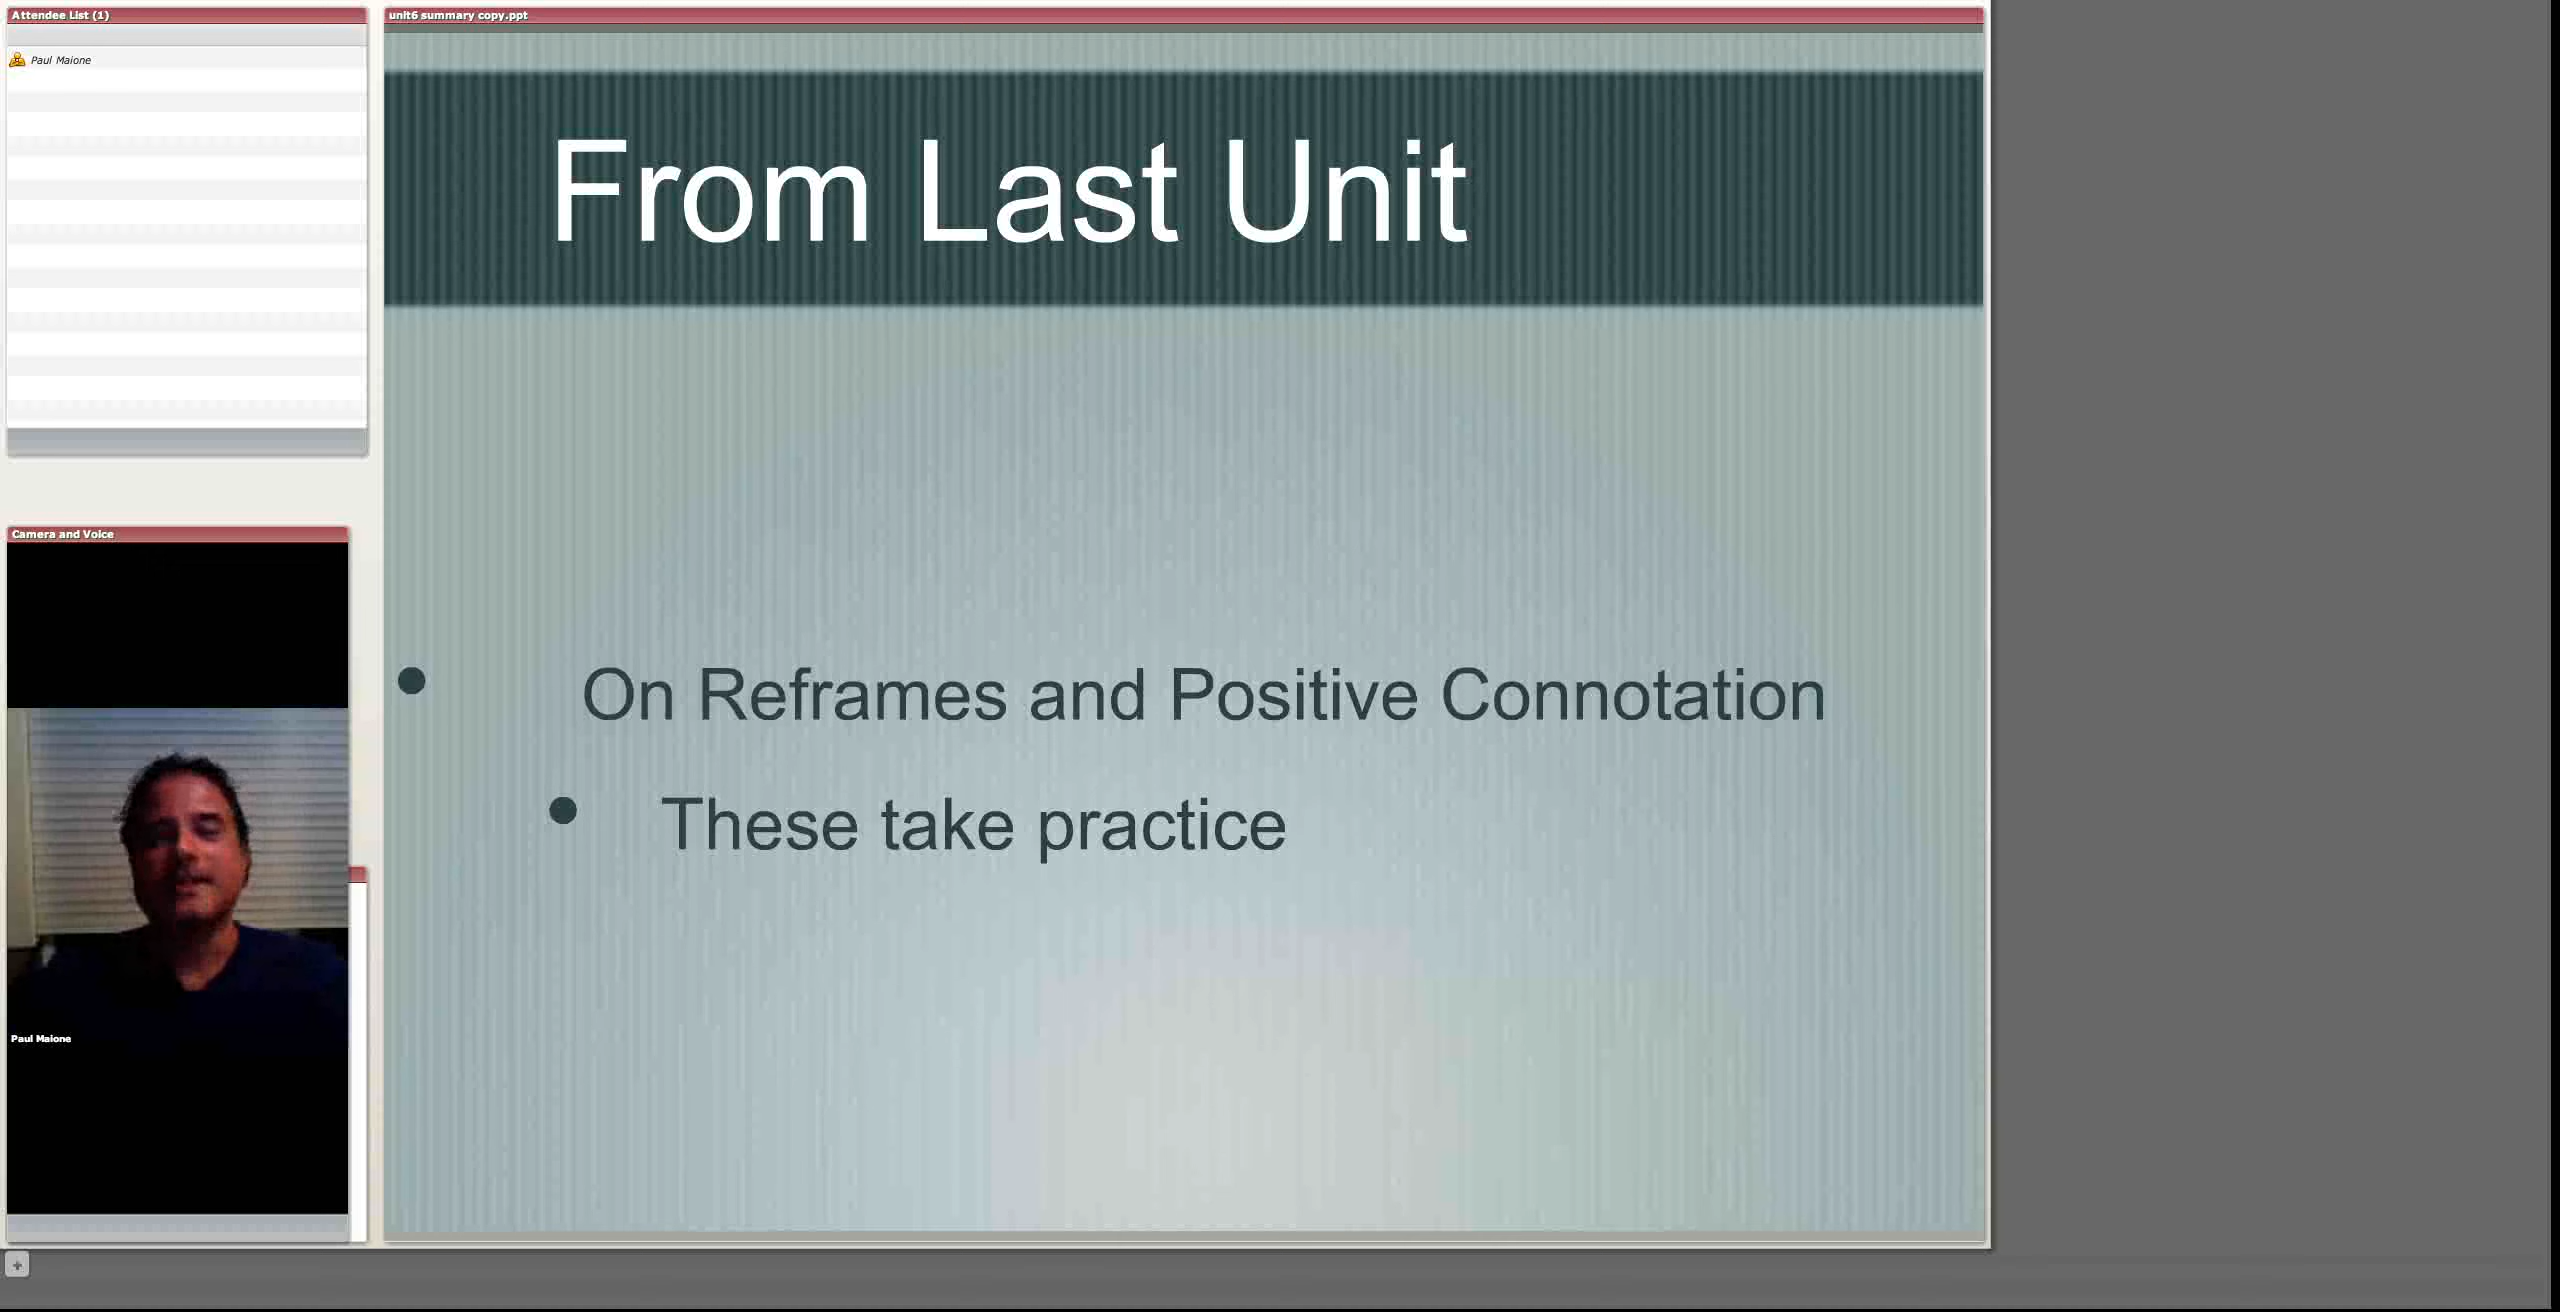 Attendee List (1)
Paul Maione
Camera and Voice
Paul Maione
unit6 summary copy.ppt
From Last Unit
• On Reframes and Positive Connotation
• These take practice